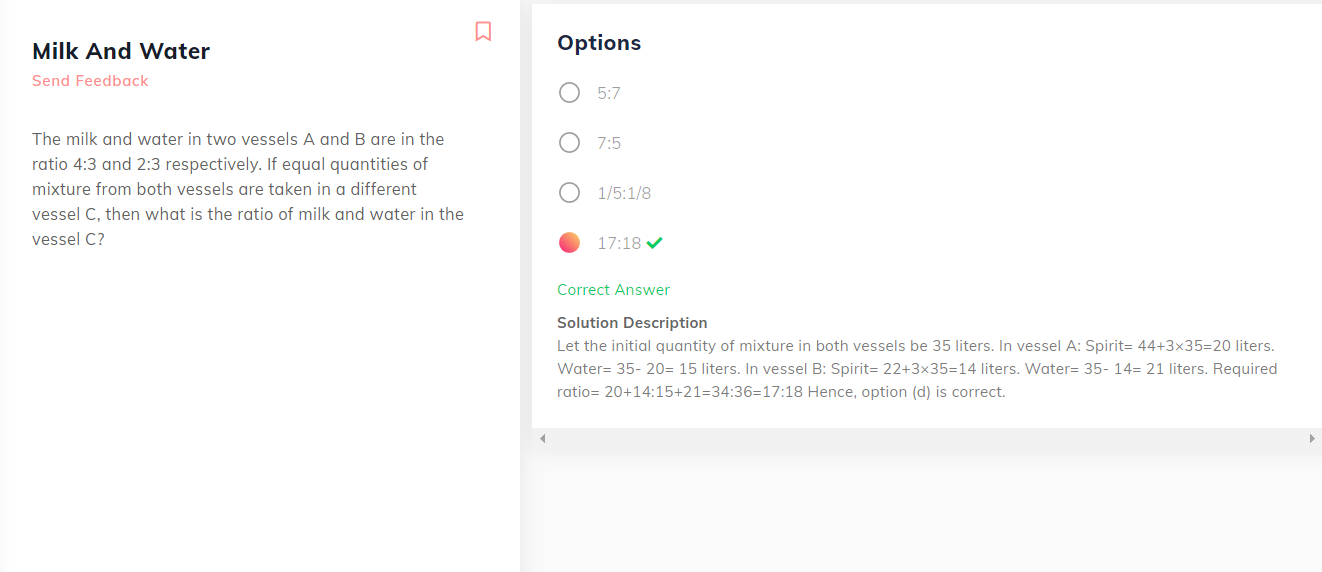 Milk And Water
Send Feedback
The milk and water in two vessels A and B are in the
ratio 4:3 and 2:3 respectively. If equal quantities of
mixture from both vessels are taken in a different
vessel C, then what is the ratio of milk and water in the
vessel C?
Options
5:7
7:5
1/5:1/8
17:18
Correct Answer
Solution Description
Let the initial quantity of mixture in both vessels be 35 liters. In vessel A: Spirit= 44+3×35=20 liters.
Water= 35- 20= 15 liters. In vessel B: Spirit= 22+3×35=14 liters. Water= 35- 14= 21 liters. Required
ratio= 20+14:15+21=34:36=17:18 Hence, option (d) is correct.